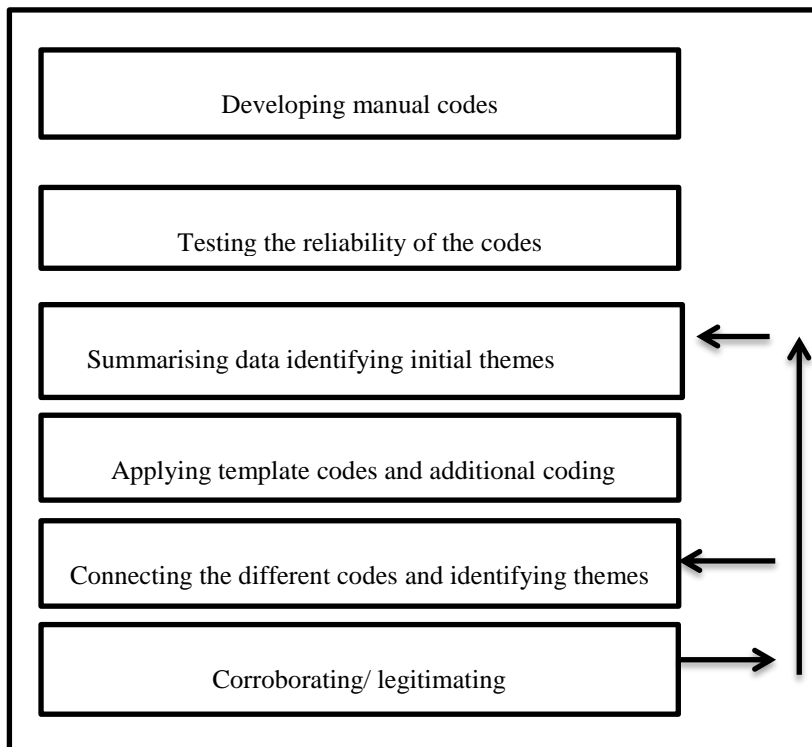 Developing manual codes
Testing the reliability of the codes
Summarising data identifying initial themes
Applying template codes and additional coding
Connecting the different codes and identifying themes
Corroborating/ legitimating